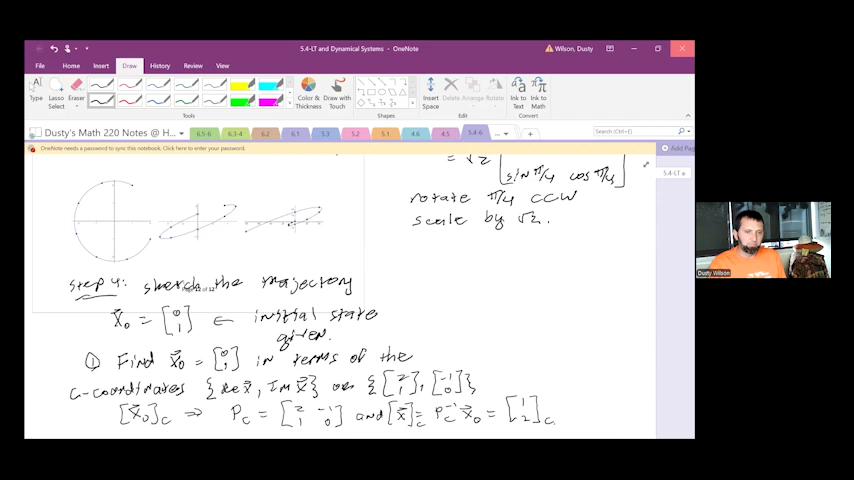 5.4-LT and Dynamical Systems - OneNote
Wilson, Dusty
File Home Insert Draw History Review View
Type
Lasso Select
Eraser
Color & Thickness
Draw with Touch
Insert Space
Delete Arrange Rotate
Ink to Text
Ink to Math
Tools Shapes Edit Convert
Dusty's Math 220 Notes @ H... 6.5-6 6.3-4 6.2 6.1 5.3 5.2 5.1 4.6 4.5 5.4-6
Search (Ctrl+E)
OneNote needs a password to sync this notebook. Click here to enter your password.
Add Pag
5.4-LT a
= √2 [sin π/4 cos π/4]
rotate π/4 CCW
scale by √2.
Step 4: sketch the trajectory
x⃗₀ = [0 1] ← initial state
given.
① Find x⃗₀ = [0 1] in terms of the
C-coordinates {Re x⃗, Im x⃗} or {[2 1], [-1 0]}
[x⃗₀]C ⇒ PC = [2 -1 1 0] and [x⃗]C = PC⁻¹ x⃗₀ = [1 2]C
Dusty Wilson